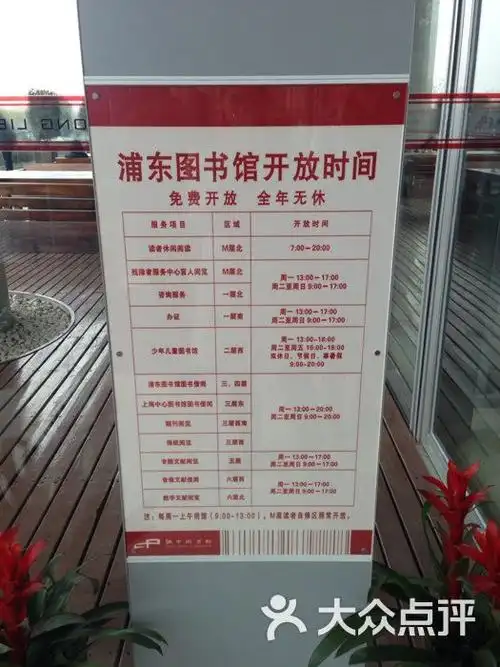 浦东图书馆开放时间
免费开放 全年无休
服务项目 区域 开放时间
读者休闲阅读 M层北 7:00-20:00
残障者服务中心盲人阅览 M层北
周一 13:00-17:00
周二至周日 9:00-17:00
咨询服务 一层北
办证 一层南
周一 13:00-17:00
周二至周日 9:00-17:00
少年儿童图书馆 二层西
周一 13:00-18:00
周二至周五 15:00-18:00
双休日、节假日、寒暑假
9:00-20:00
浦东图书馆图书借阅 三、四层
上海中心图书馆图书借阅 三层东
周一 13:00-20:00
周二至周日 9:00-20:00
期刊阅览 三层西南
报纸阅览 三层西
专题文献阅览 五层
周一 13:00-17:00
周二至周日 9:00-17:00
六层西
周一 13:00-17:00
周二至周日 9:00-17:00
数字文献阅览 六层北
注：每周一上午闭馆（9:00-13:00），M层读者自修区照常开放。
ONG LIB
大众点评